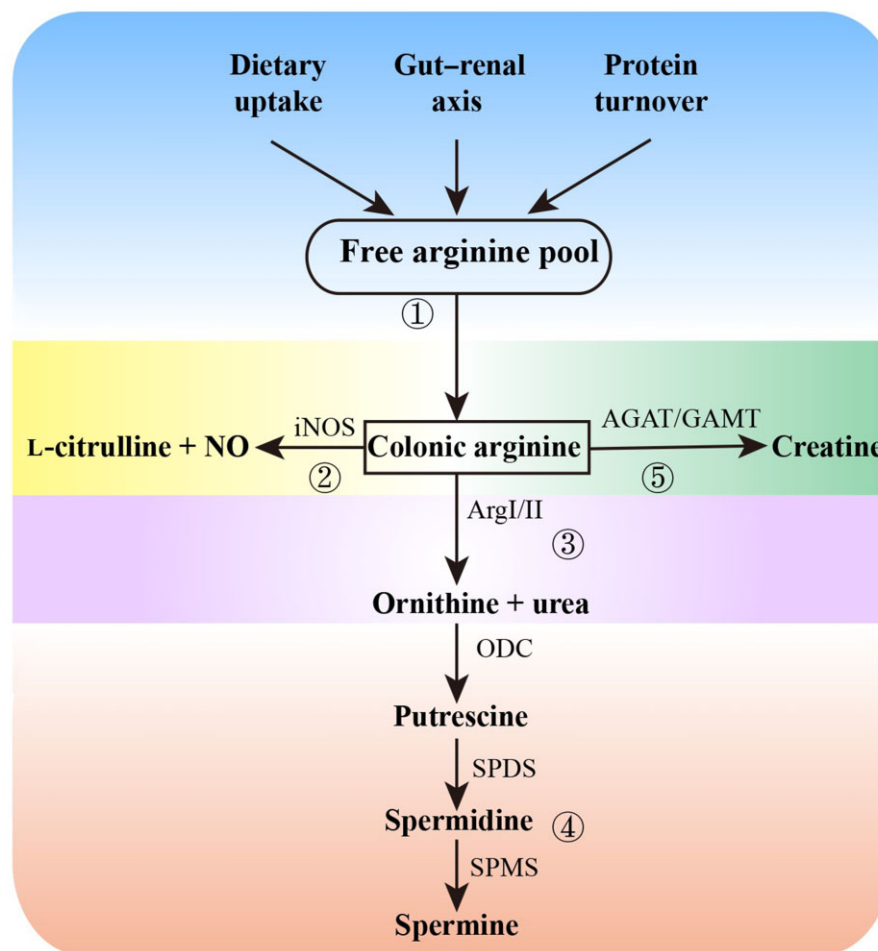 Dietary
uptake
Gut–renal
axis
Protein
turnover
Free arginine pool
①
iNOS
AGAT/GAMT
L-citrulline + NO
Colonic arginine
Creatine
②
⑤
ArgI/II
③
Ornithine + urea
ODC
Putrescine
SPDS
Spermidine
④
SPMS
Spermine